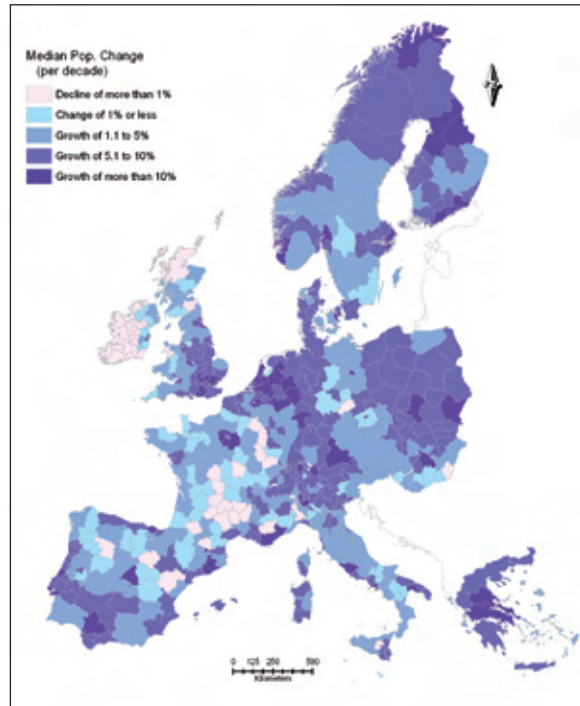 Median Pop. Change
(per decade)
Decline of more than 1%
Change of 1% or less
Growth of 1.1 to 5%
Growth of 5.1 to 10%
Growth of more than 10%
0 125 250 500
Kilometers